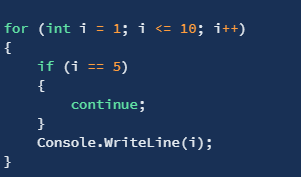 for (int i = 1; i <= 10; i++)
{
    if (i == 5)
    {
        continue;
    }
    Console.WriteLine(i);
}